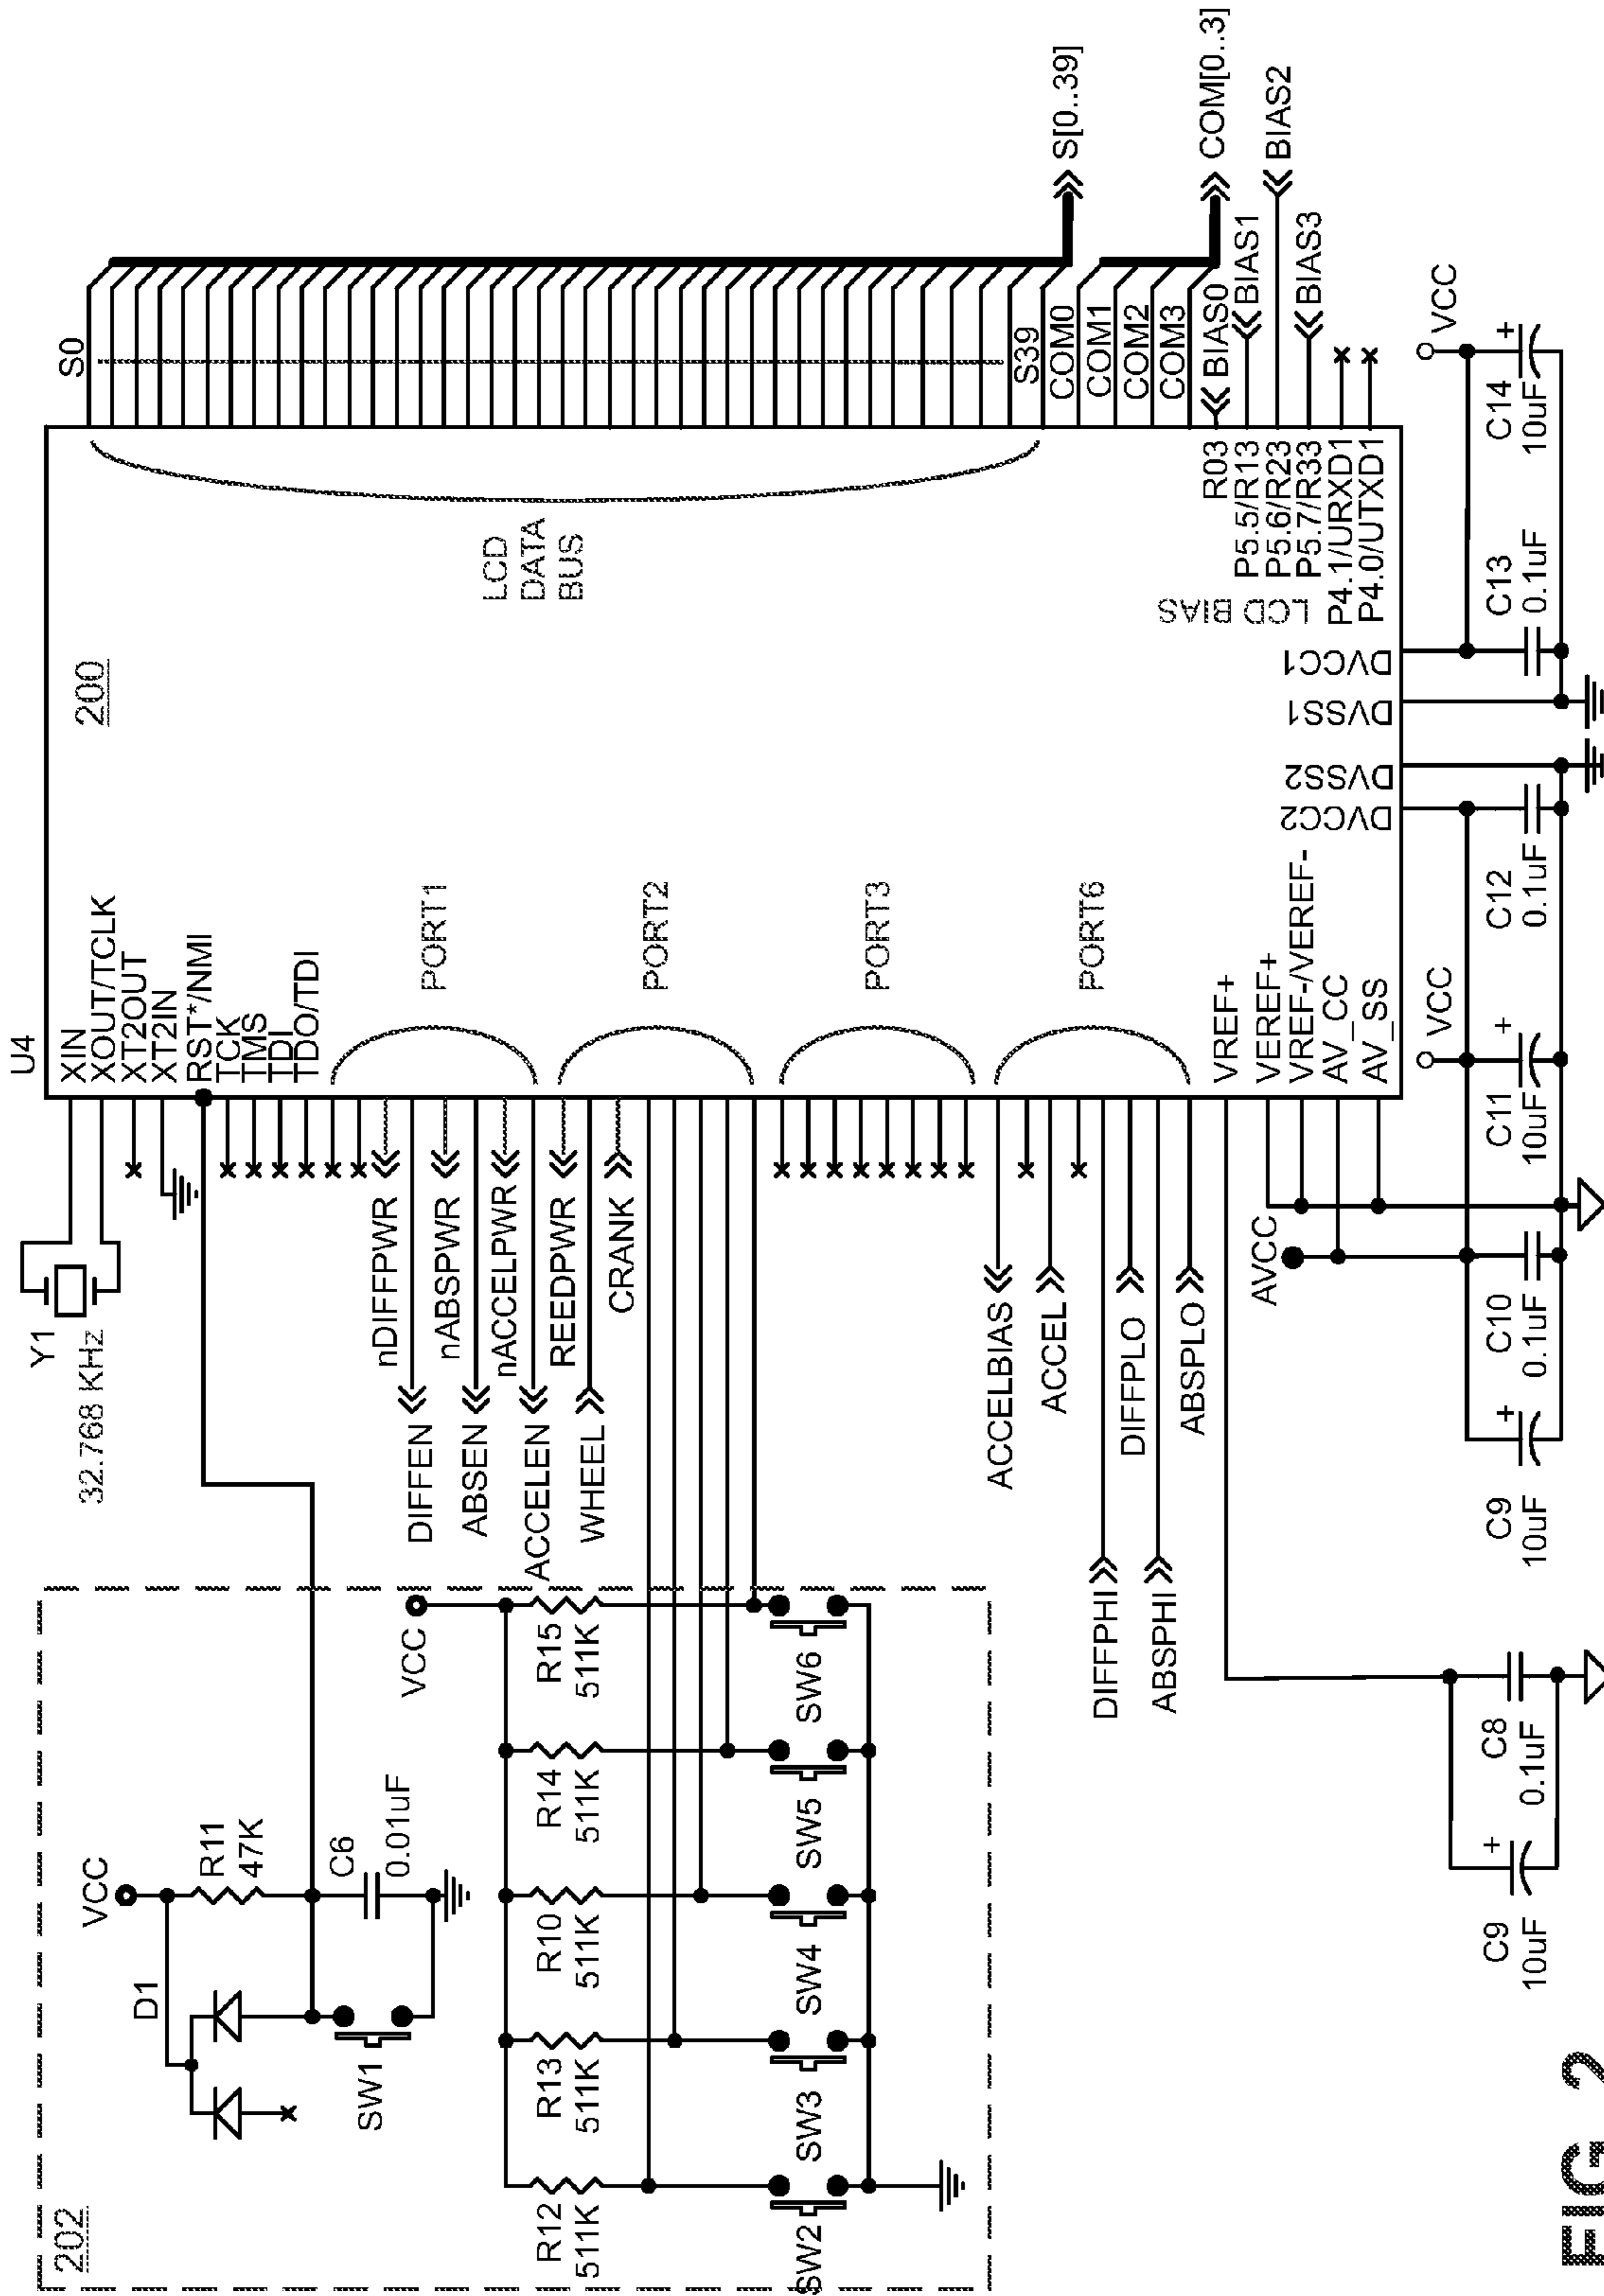 202
VCC
D1
R11
47K
C6
0.01uF
SW1
VCC
R12
511K
R13
511K
R10
511K
R14
511K
R15
511K
SW2
SW3
SW4
SW5
SW6
Y1
32.768 KHz
U4
200
XIN
XOUT/TCLK
XT2OUT
XT2IN
RST*/NMI
TCK
TMS
TDI
TDO/TDI
PORT1
PORT2
PORT3
PORT6
nDIFFPWR
DIFFEN
nABSPWR
ABSEN
nACCELPWR
ACCELEN
REEDPWR
WHEEL
CRANK
ACCELBIAS
ACCEL
DIFFPHI
DIFFPLO
ABSPHI
ABSPLO
VREF+
VEREF+
VREF-/VEREF-
AV_CC
AV_SS
DVCC2
DVSS2
DVSS1
DVCC1
LCD
DATA
BUS
S0
S39
COM0
COM1
COM2
COM3
S[0..39]
COM[0..3]
LCD BIAS
R03
P5.5/R13
P5.6/R23
P5.7/R33
P4.1/URXD1
P4.0/UTXD1
BIAS0
BIAS1
BIAS2
BIAS3
C9
10uF
+
C8
0.1uF
AVCC
C9
10uF
+
C10
0.1uF
VCC
C11
10uF
+
C12
0.1uF
C13
0.1uF
VCC
C14
10uF
+
FIG 2